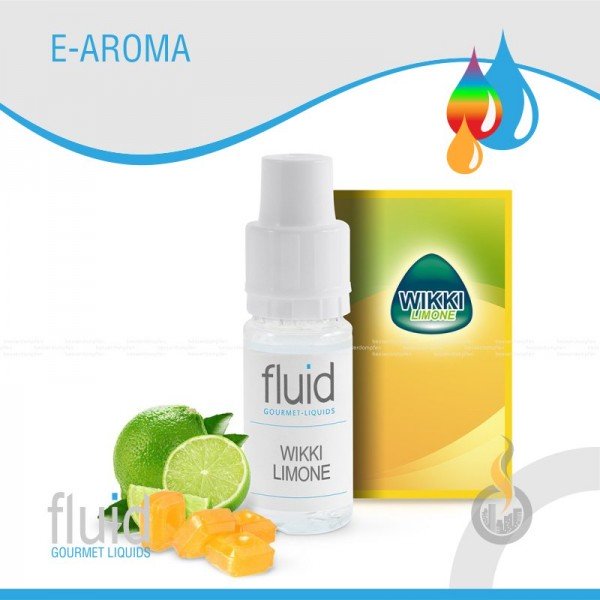 E-AROMA
WIKKI
LIMONE
fluid
GOURMET-LIQUIDS
WIKKI
LIMONE
fluid
GOURMET LIQUIDS